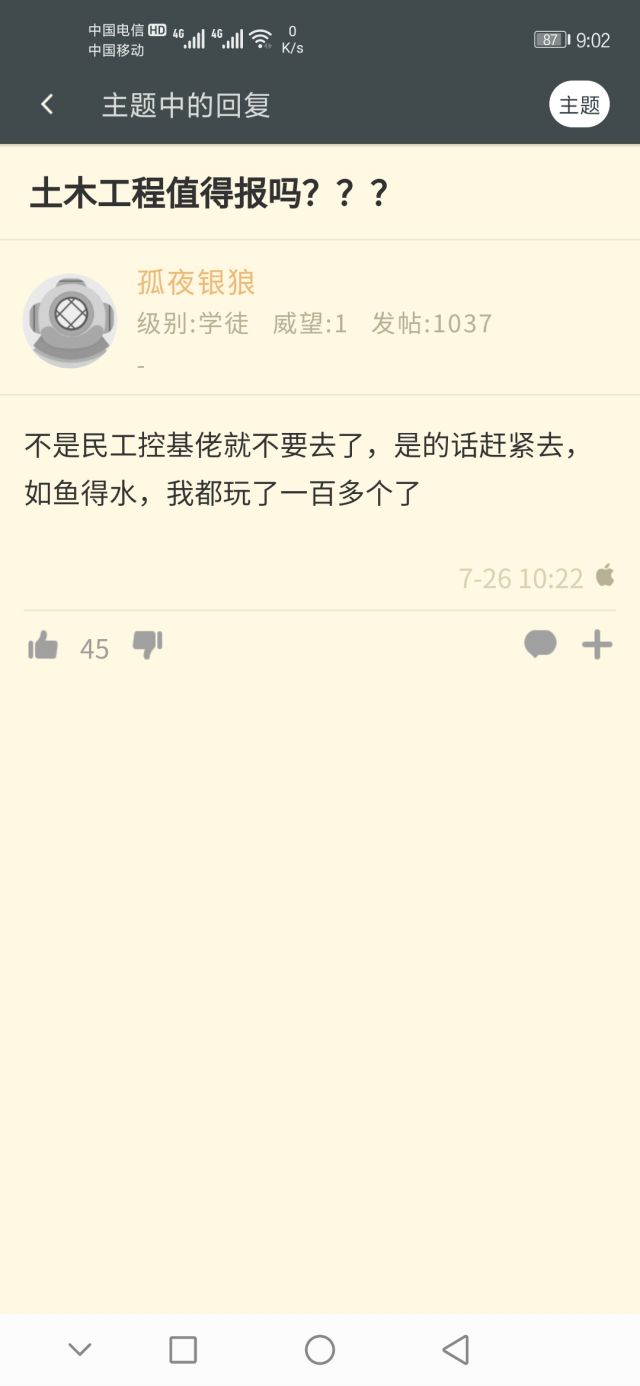 中国电信 HD 4G 4G 0 87 9:02
中国移动 K/s
主题中的回复 主题
土木工程值得报吗？？？
孤夜银狼
级别:学徒 威望:1 发帖:1037
-
不是民工控基佬就不要去了，是的话赶紧去，
如鱼得水，我都玩了一百多个了
7-26 10:22
45